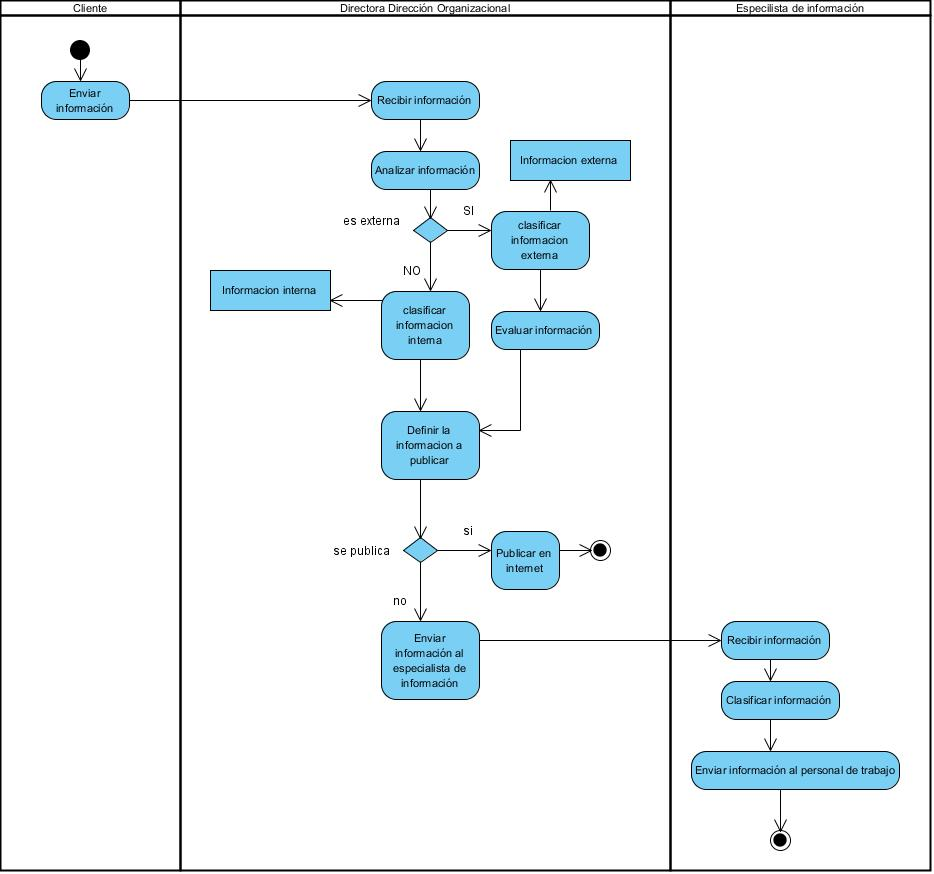 Cliente
Directora Dirección Organizacional
Especilista de información
Enviar
información
Recibir información
Analizar información
Informacion externa
es externa
SI
clasificar
informacion
externa
NO
Informacion interna
clasificar
informacion
interna
Evaluar información
Definir la
informacion a
publicar
se publica
si
Publicar en
internet
no
Enviar
información al
especialista de
información
Recibir información
Clasificar información
Enviar información al personal de trabajo